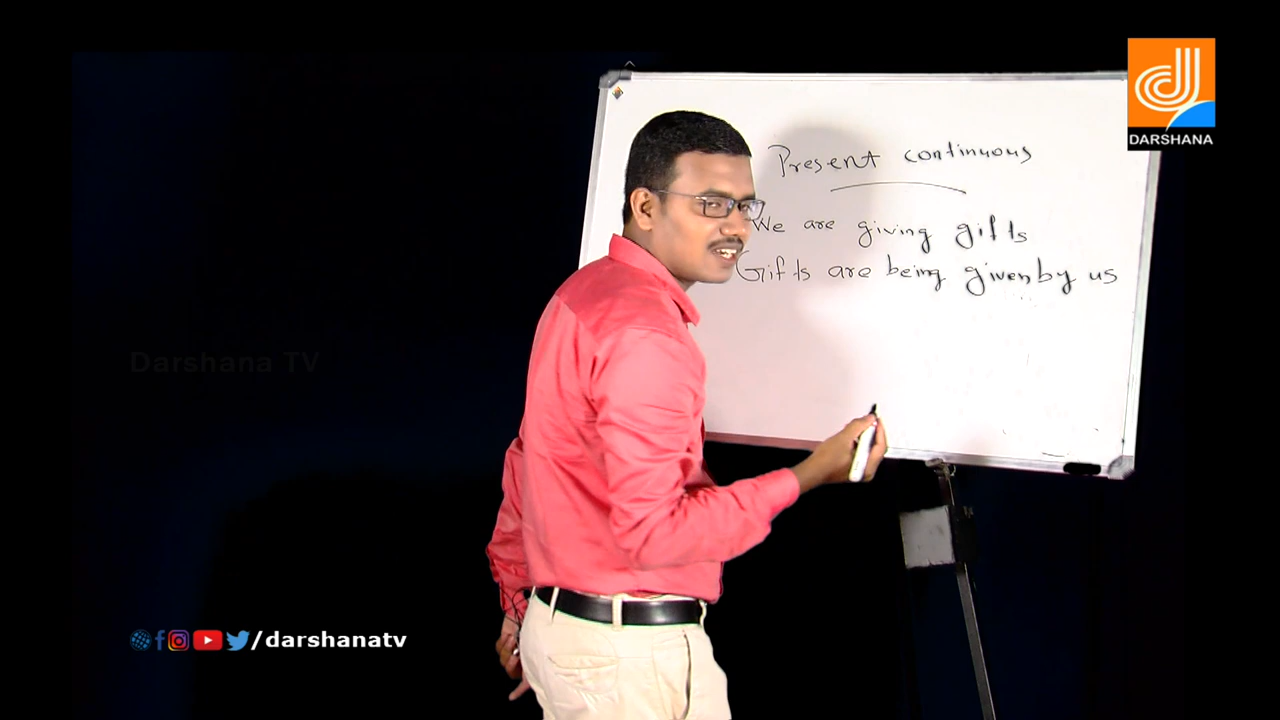 DARSHANA
Present continuous
We are giving gifts
Gifts are being given by us
Darshana TV
/darshanatv